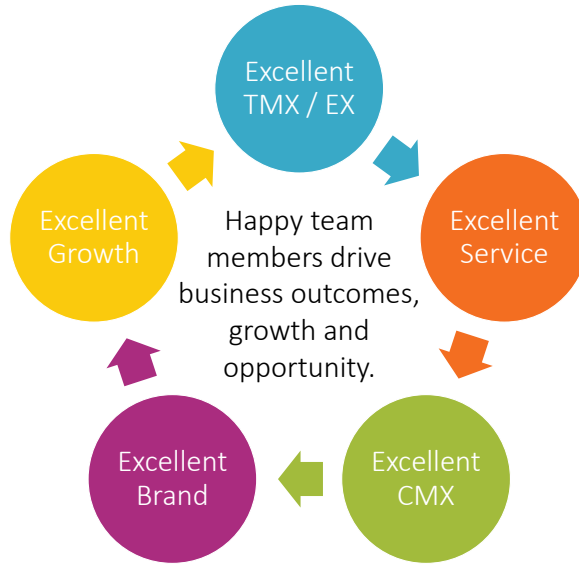 Excellent
TMX / EX
Excellent
Service
Excellent
CMX
Excellent
Brand
Excellent
Growth
Happy team
members drive
business outcomes,
growth and
opportunity.